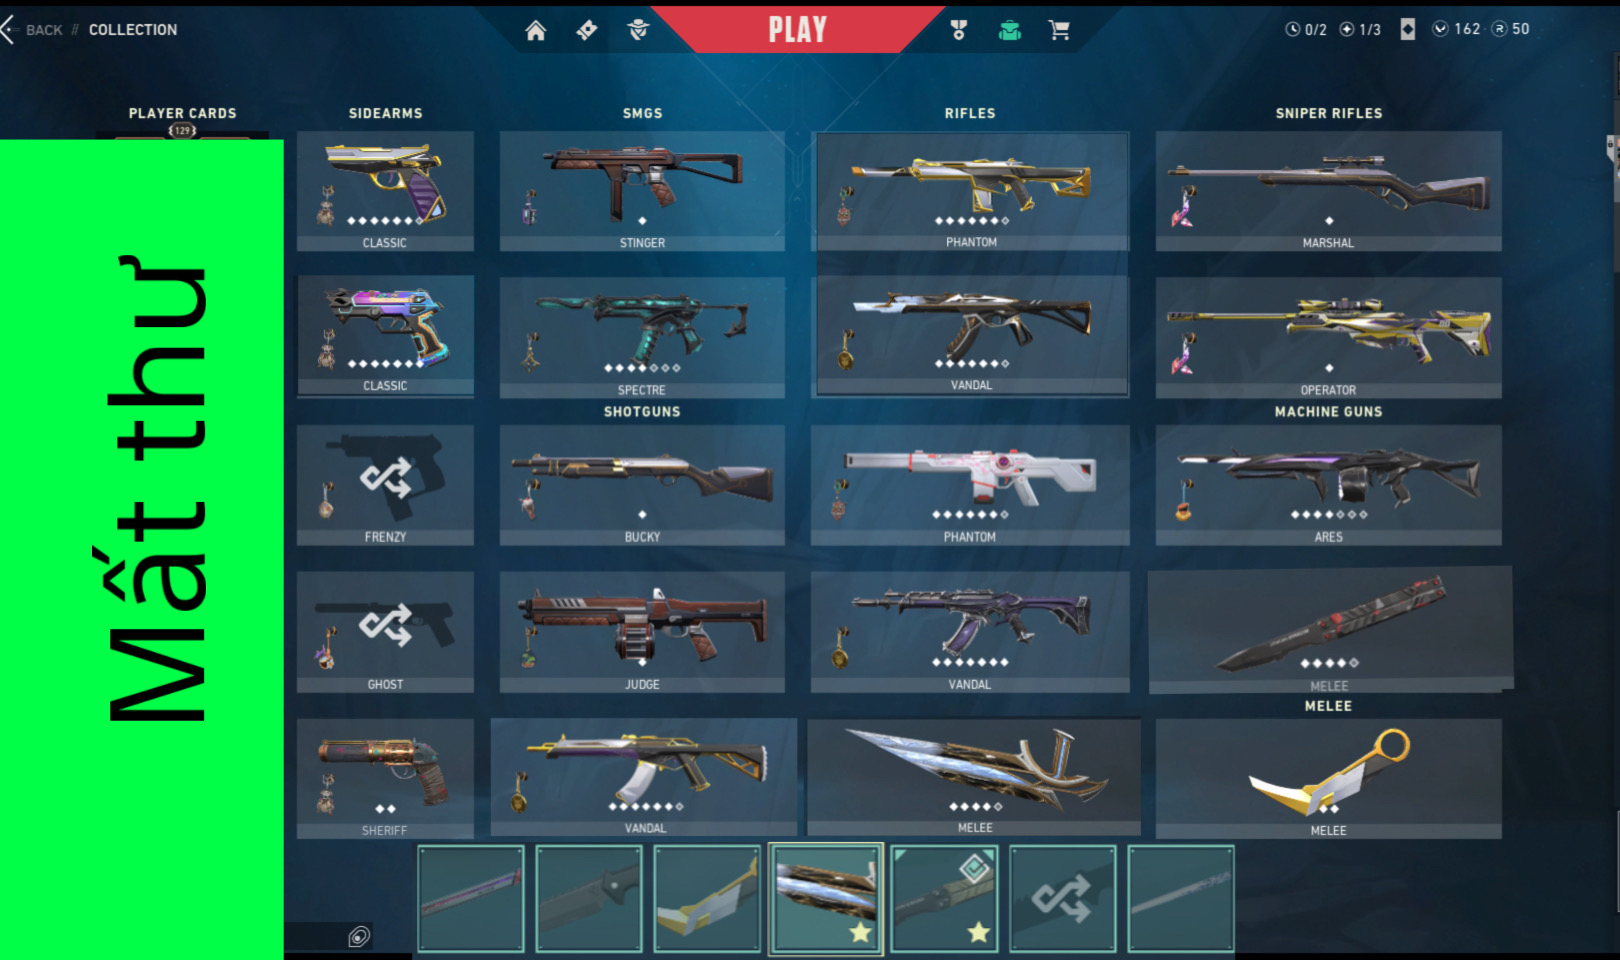 BACK // COLLECTION
PLAY
0/2 1/3 162 R 50
PLAYER CARDS
SIDEARMS
SMGS
RIFLES
SNIPER RIFLES
129
CLASSIC
STINGER
PHANTOM
MARSHAL
CLASSIC
SPECTRE
VANDAL
OPERATOR
SHOTGUNS
MACHINE GUNS
FRENZY
BUCKY
PHANTOM
ARES
GHOST
JUDGE
VANDAL
MELEE
MELEE
SHERIFF
VANDAL
MELEE
MELEE
Mất thư